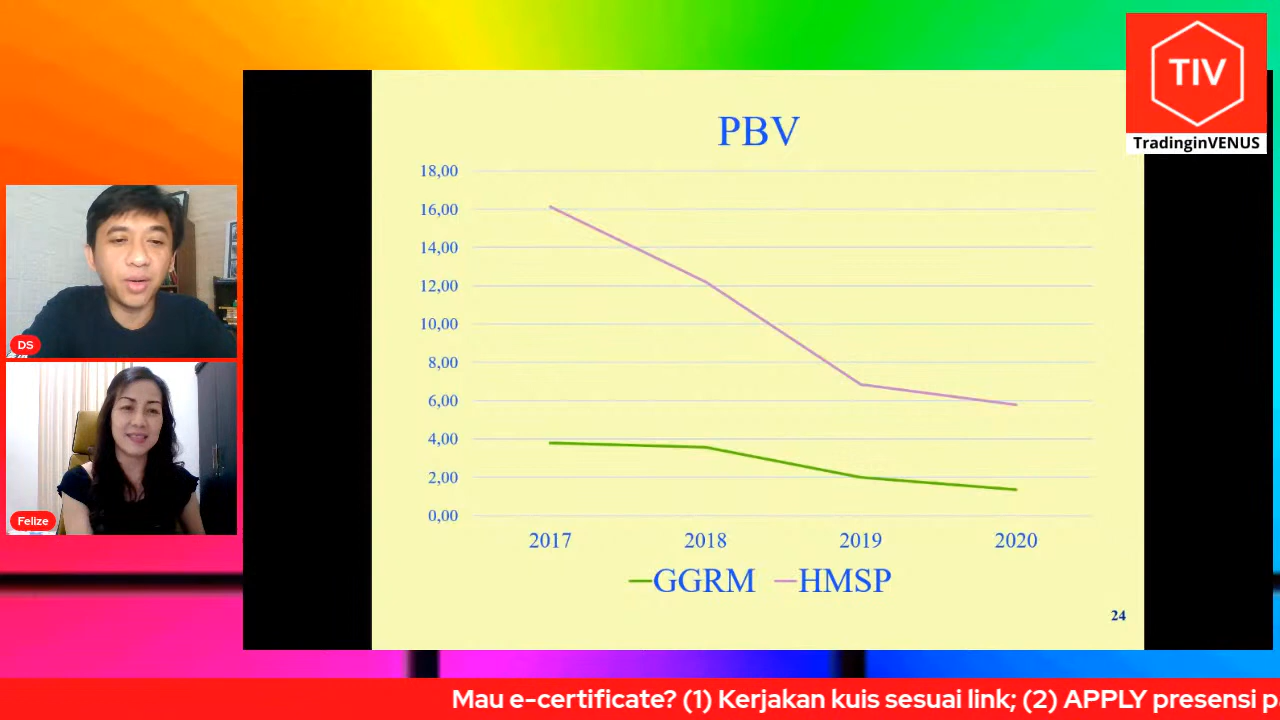 TIV
TradinginVENUS
PBV
18,00
16,00
14,00
12,00
10,00
8,00
6,00
4,00
2,00
0,00
2017 2018 2019 2020
GGRM HMSP
24
DS
Felize
Mau e-certificate? (1) Kerjakan kuis sesuai link; (2) APPLY presensi p